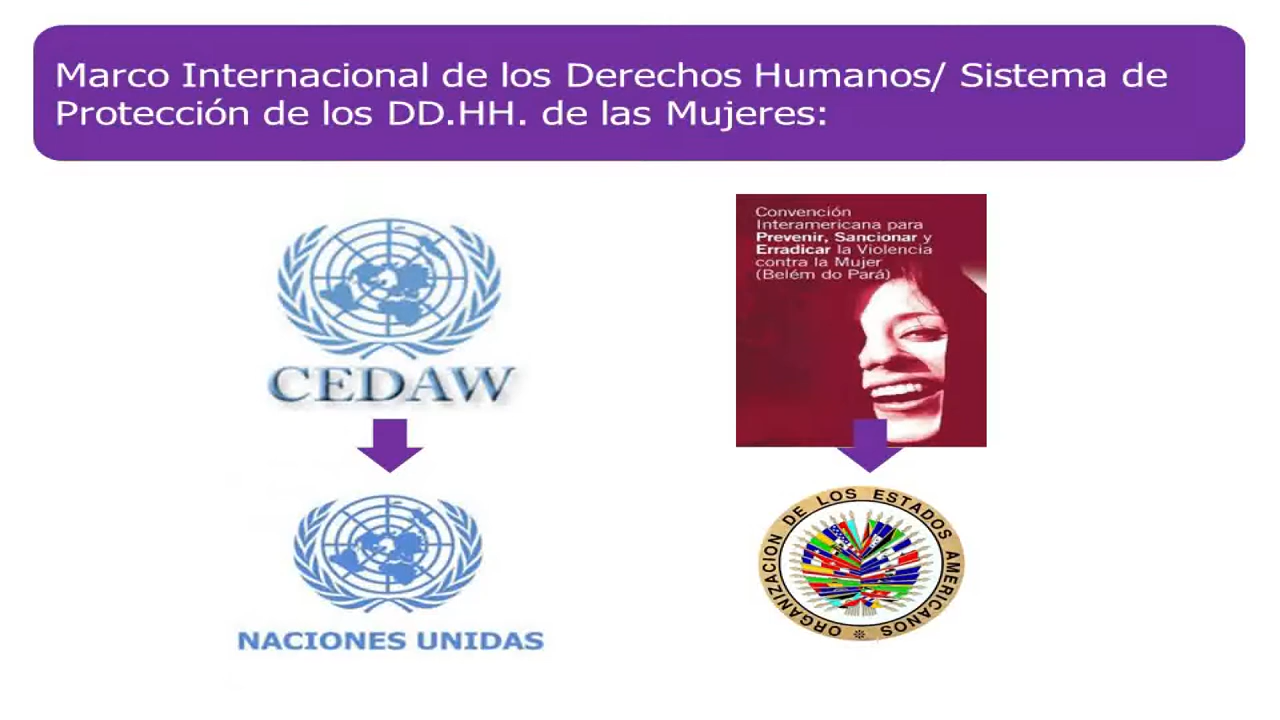 Marco Internacional de los Derechos Humanos/ Sistema de
Protección de los DD.HH. de las Mujeres:
CEDAW
NACIONES UNIDAS
Convención
Interamericana para
Prevenir, Sancionar y
Erradicar la Violencia
contra la Mujer
(Belém do Pará)
ORGANIZACION DE LOS ESTADOS AMERICANOS